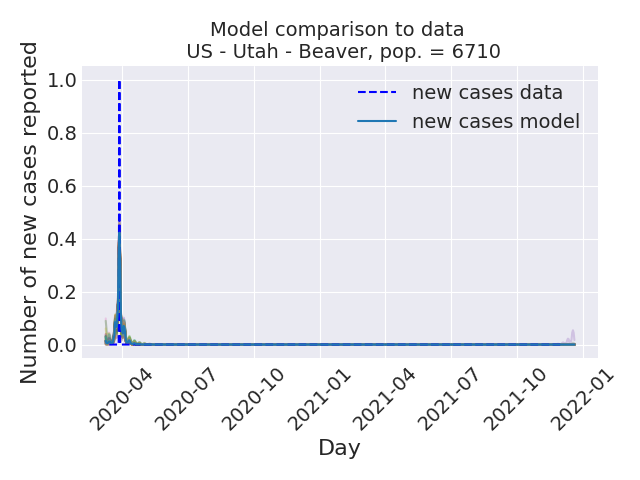 Model comparison to data
US - Utah - Beaver, pop. = 6710
Number of new cases reported
1.0
0.8
0.6
0.4
0.2
0.0
new cases data
new cases model
2020-04
2020-07
2020-10
2021-01
2021-04
2021-07
2021-10
2022-01
Day